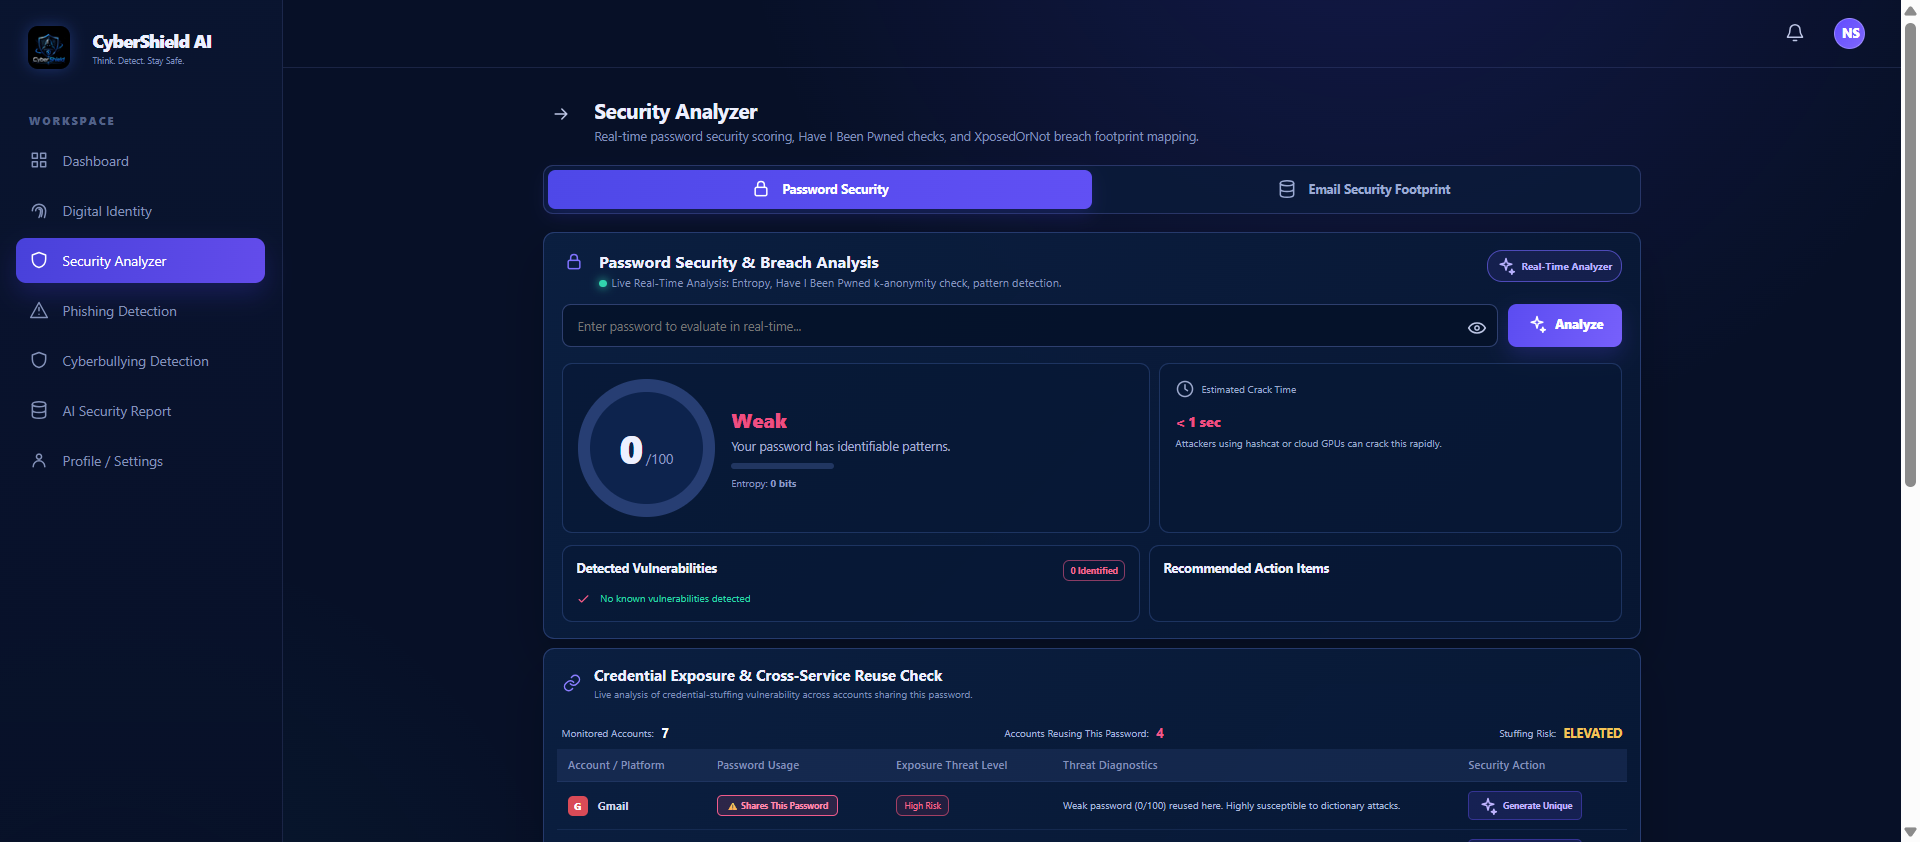 CyberShield AI
Think. Detect. Stay Safe.
NS
WORKSPACE
Dashboard
Digital Identity
Security Analyzer
Phishing Detection
Cyberbullying Detection
AI Security Report
Profile / Settings
Security Analyzer
Real-time password security scoring, Have I Been Pwned checks, and XposedOrNot breach footprint mapping.
Password Security
Email Security Footprint
Password Security & Breach Analysis
Live Real-Time Analysis: Entropy, Have I Been Pwned k-anonymity check, pattern detection.
Real-Time Analyzer
Enter password to evaluate in real-time...
Analyze
0/100
Weak
Your password has identifiable patterns.
Entropy: 0 bits
Estimated Crack Time
< 1 sec
Attackers using hashcat or cloud GPUs can crack this rapidly.
Detected Vulnerabilities
0 Identified
No known vulnerabilities detected
Recommended Action Items
Credential Exposure & Cross-Service Reuse Check
Live analysis of credential-stuffing vulnerability across accounts sharing this password.
Monitored Accounts: 7
Accounts Reusing This Password: 4
Stuffing Risk: ELEVATED
Account / Platform Password Usage Exposure Threat Level Threat Diagnostics Security Action
G Gmail Shares This Password High Risk Weak password (0/100) reused here. Highly susceptible to dictionary attacks. Generate Unique